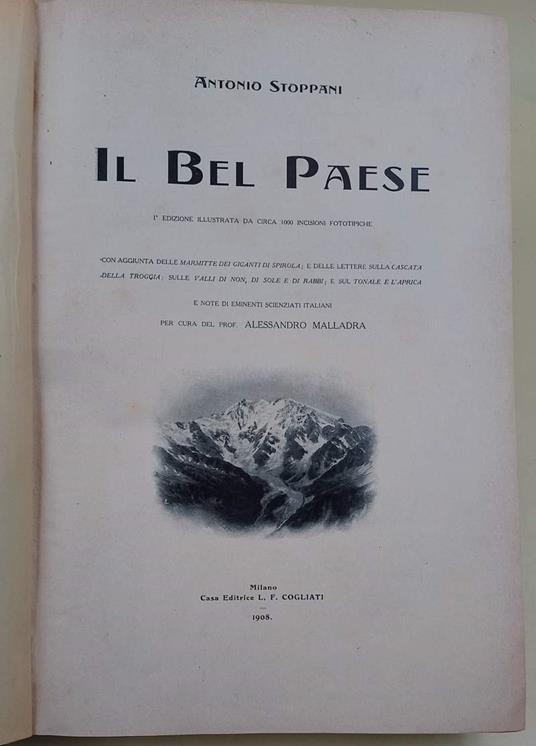 ANTONIO STOPPANI
IL BEL PAESE
Iª EDIZIONE ILLUSTRATA DA CIRCA 1000 INCISIONI FOTOTIPICHE
CON AGGIUNTA DELLE MARMITTE DEI GIGANTI DI SPIROLA; E DELLE LETTERE SULLA CASCATA
DELLA TROGGIA; SULLE VALLI DI NON, DI SOLE E DI RABBI; E SUL TONALE E L'APRICA
E NOTE DI EMINENTI SCIENZIATI ITALIANI
PER CURA DEL PROF. ALESSANDRO MALLADRA
Milano
Casa Editrice L. F. COGLIATI
1908.